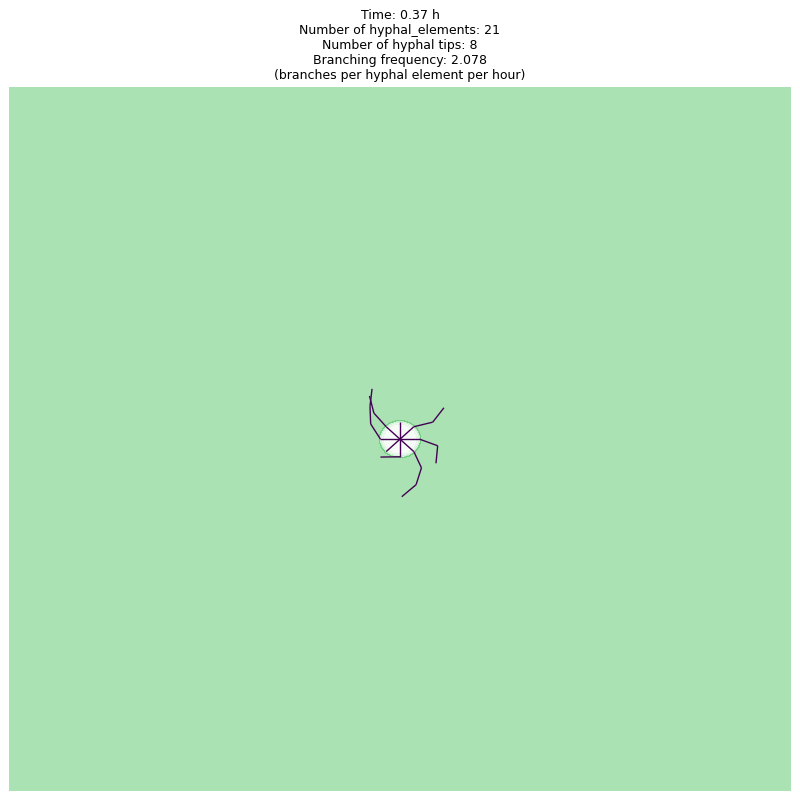 Time: 0.37 h
Number of hyphal_elements: 21
Number of hyphal tips: 8
Branching frequency: 2.078
(branches per hyphal element per hour)